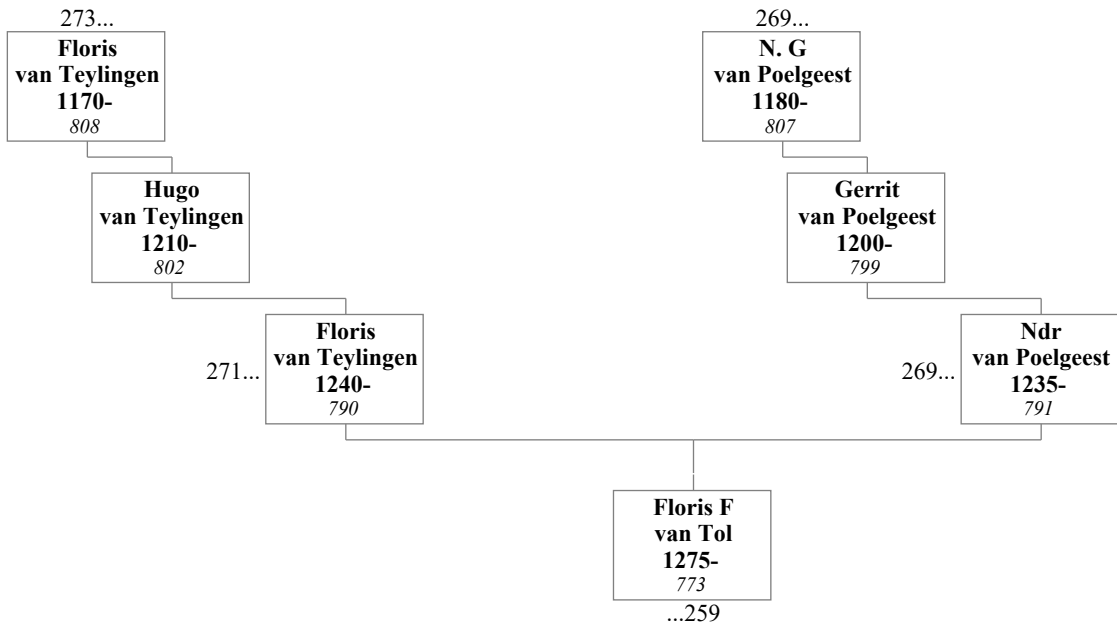 273...
Floris
van Teylingen
1170-
808
269...
N. G
van Poelgeest
1180-
807
Hugo
van Teylingen
1210-
802
Gerrit
van Poelgeest
1200-
799
271...
Floris
van Teylingen
1240-
790
269...
Ndr
van Poelgeest
1235-
791
Floris F
van Tol
1275-
773
...259